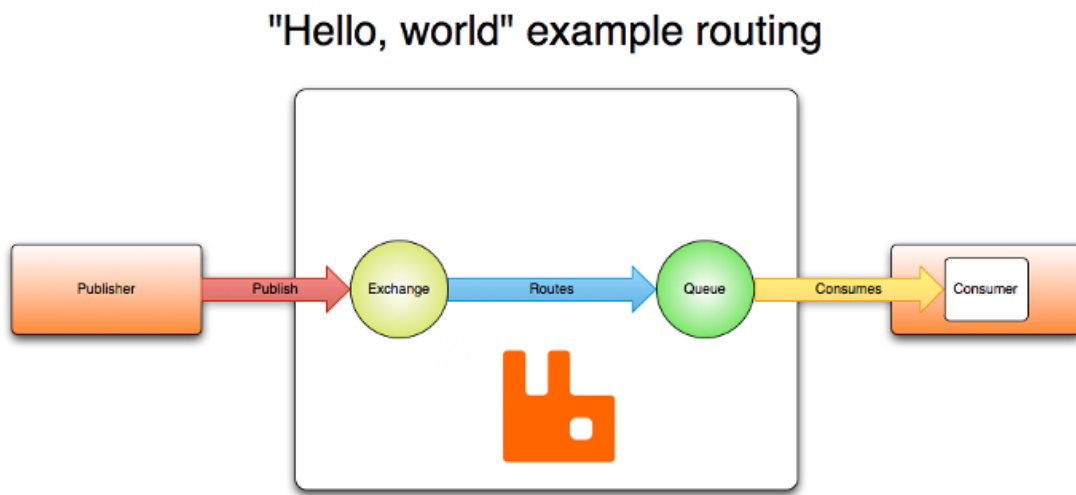 "Hello, world" example routing
Publisher
Publish
Exchange
Routes
Queue
Consumes
Consumer